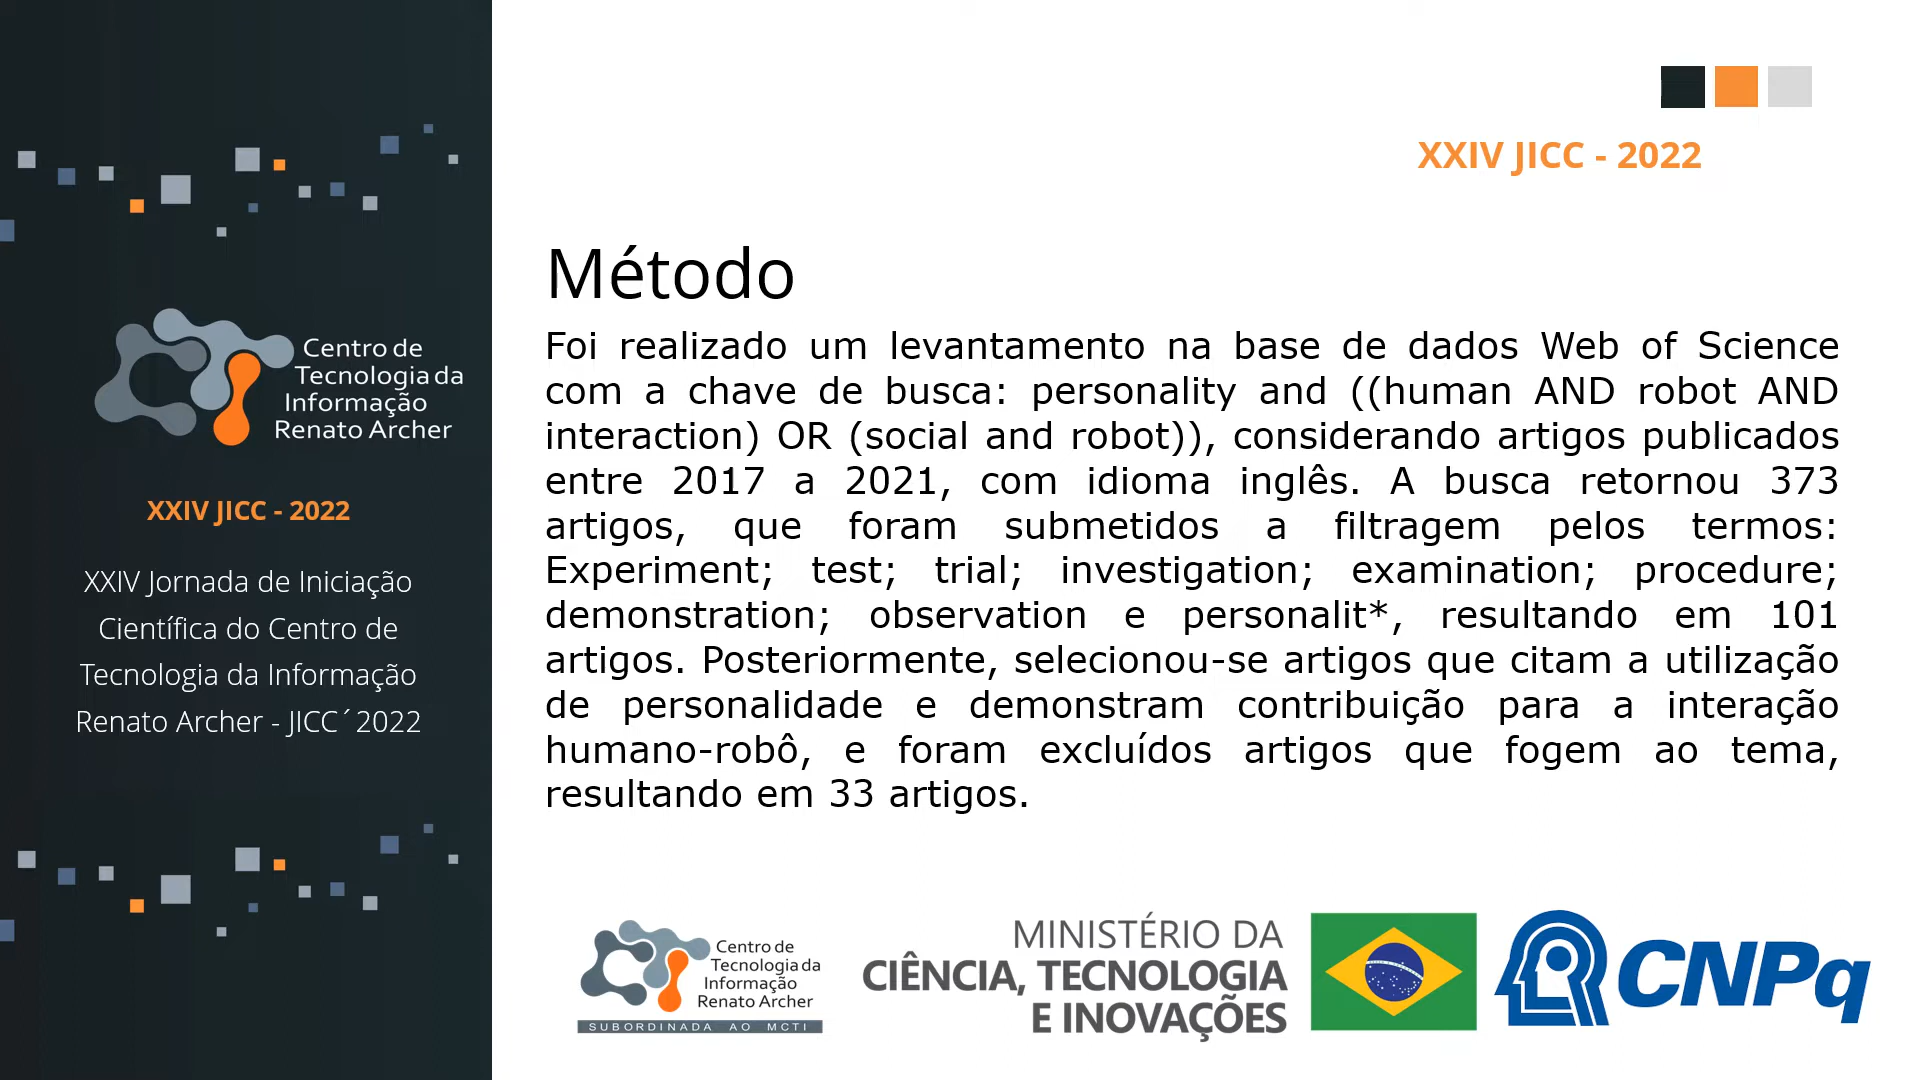 Centro de
Tecnologia da
Informação
Renato Archer
XXIV JICC - 2022
XXIV Jornada de Iniciação
Científica do Centro de
Tecnologia da Informação
Renato Archer - JICC´2022
XXIV JICC - 2022
Método
Foi realizado um levantamento na base de dados Web of Science
com a chave de busca: personality and ((human AND robot AND
interaction) OR (social and robot)), considerando artigos publicados
entre 2017 a 2021, com idioma inglês. A busca retornou 373
artigos, que foram submetidos a filtragem pelos termos:
Experiment; test; trial; investigation; examination; procedure;
demonstration; observation e personalit*, resultando em 101
artigos. Posteriormente, selecionou-se artigos que citam a utilização
de personalidade e demonstram contribuição para a interação
humano-robô, e foram excluídos artigos que fogem ao tema,
resultando em 33 artigos.
Centro de
Tecnologia da
Informação
Renato Archer
SUBORDINADA AO MCTI
MINISTÉRIO DA
CIÊNCIA, TECNOLOGIA
E INOVAÇÕES
CNPq